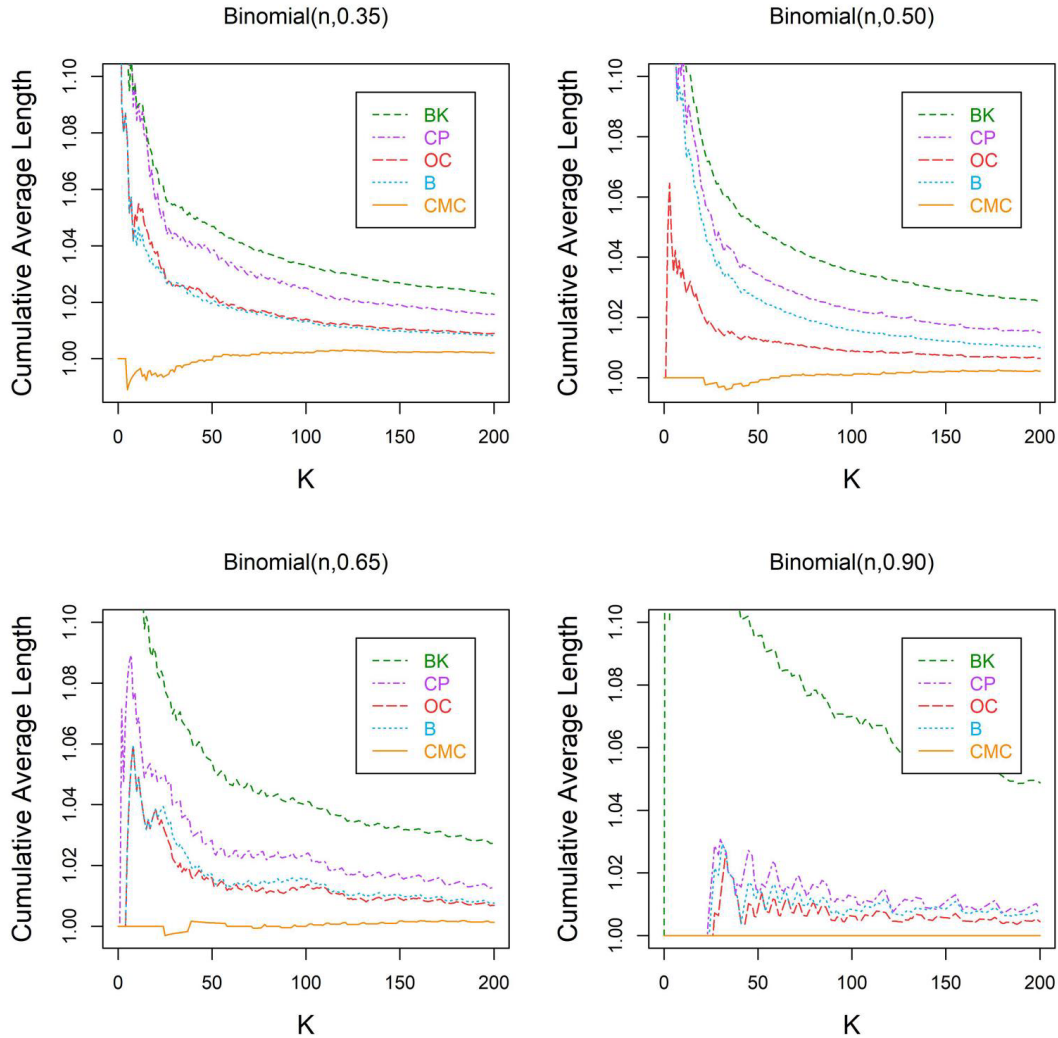 Binomial(n,0.35)
Cumulative Average Length
1.00 1.02 1.04 1.06 1.08 1.10
BK
CP
OC
B
CMC
0 50 100 150 200
K
Binomial(n,0.50)
Cumulative Average Length
1.00 1.02 1.04 1.06 1.08 1.10
BK
CP
OC
B
CMC
0 50 100 150 200
K
Binomial(n,0.65)
Cumulative Average Length
1.00 1.02 1.04 1.06 1.08 1.10
BK
CP
OC
B
CMC
0 50 100 150 200
K
Binomial(n,0.90)
Cumulative Average Length
1.00 1.02 1.04 1.06 1.08 1.10
BK
CP
OC
B
CMC
0 50 100 150 200
K